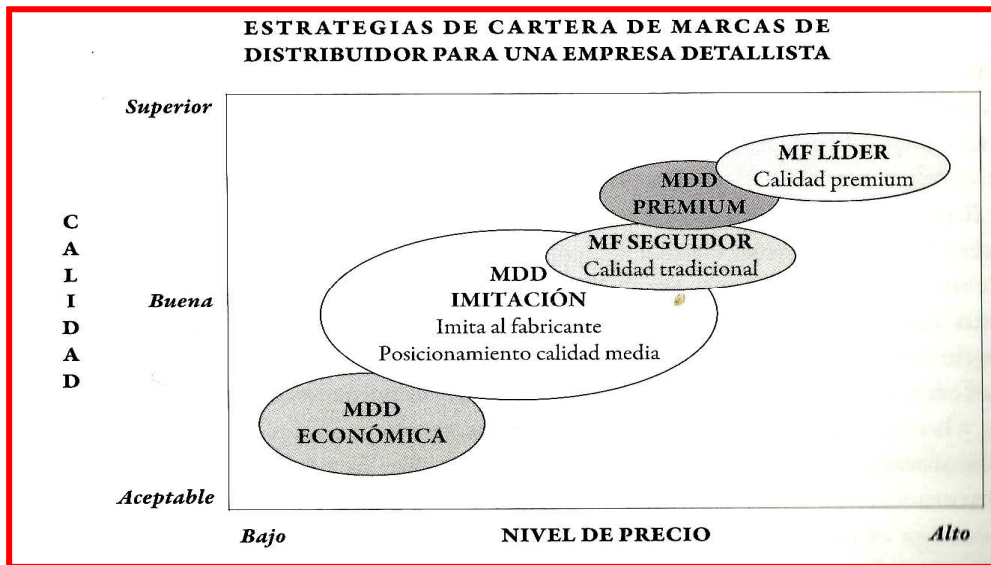 ESTRATEGIAS DE CARTERA DE MARCAS DE
DISTRIBUIDOR PARA UNA EMPRESA DETALLISTA
Superior
MF LÍDER
Calidad premium
MDD
PREMIUM
MF SEGUIDOR
Calidad tradicional
CALIDAD
Buena
MDD
IMITACIÓN
Imita al fabricante
Posicionamiento calidad media
MDD
ECONÓMICA
Aceptable
Bajo
NIVEL DE PRECIO
Alto